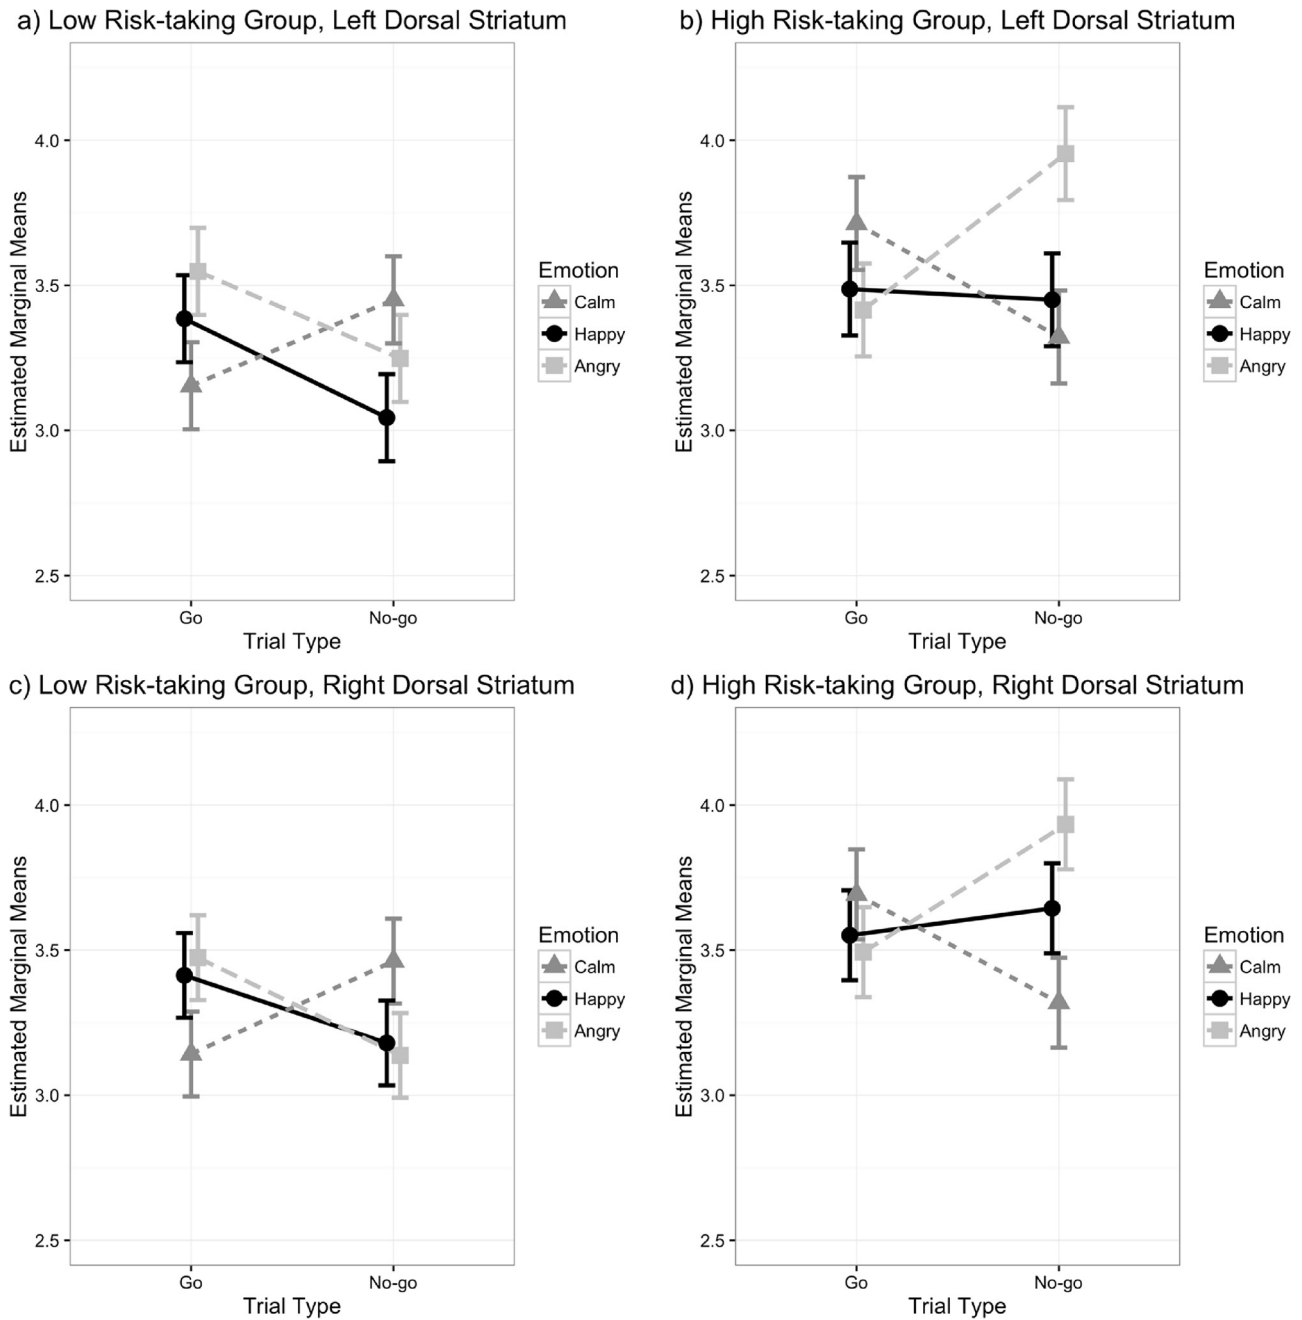 a) Low Risk-taking Group, Left Dorsal Striatum
Estimated Marginal Means
4.0
3.5
3.0
2.5
Go
No-go
Trial Type
Emotion
Calm
Happy
Angry
b) High Risk-taking Group, Left Dorsal Striatum
Estimated Marginal Means
4.0
3.5
3.0
2.5
Go
No-go
Trial Type
Emotion
Calm
Happy
Angry
c) Low Risk-taking Group, Right Dorsal Striatum
Estimated Marginal Means
4.0
3.5
3.0
2.5
Go
No-go
Trial Type
Emotion
Calm
Happy
Angry
d) High Risk-taking Group, Right Dorsal Striatum
Estimated Marginal Means
4.0
3.5
3.0
2.5
Go
No-go
Trial Type
Emotion
Calm
Happy
Angry